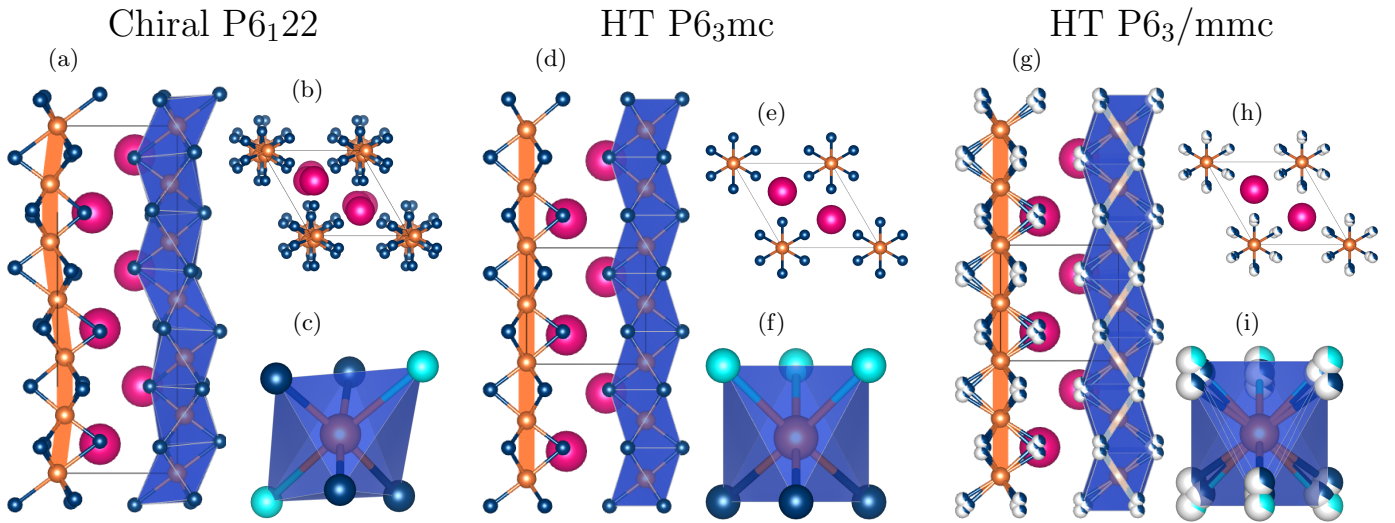 Chiral P6₁22 HT P6₃mc HT P6₃/mmc
(a) (d) (g)
(b) (e) (h)
(c) (f) (i)